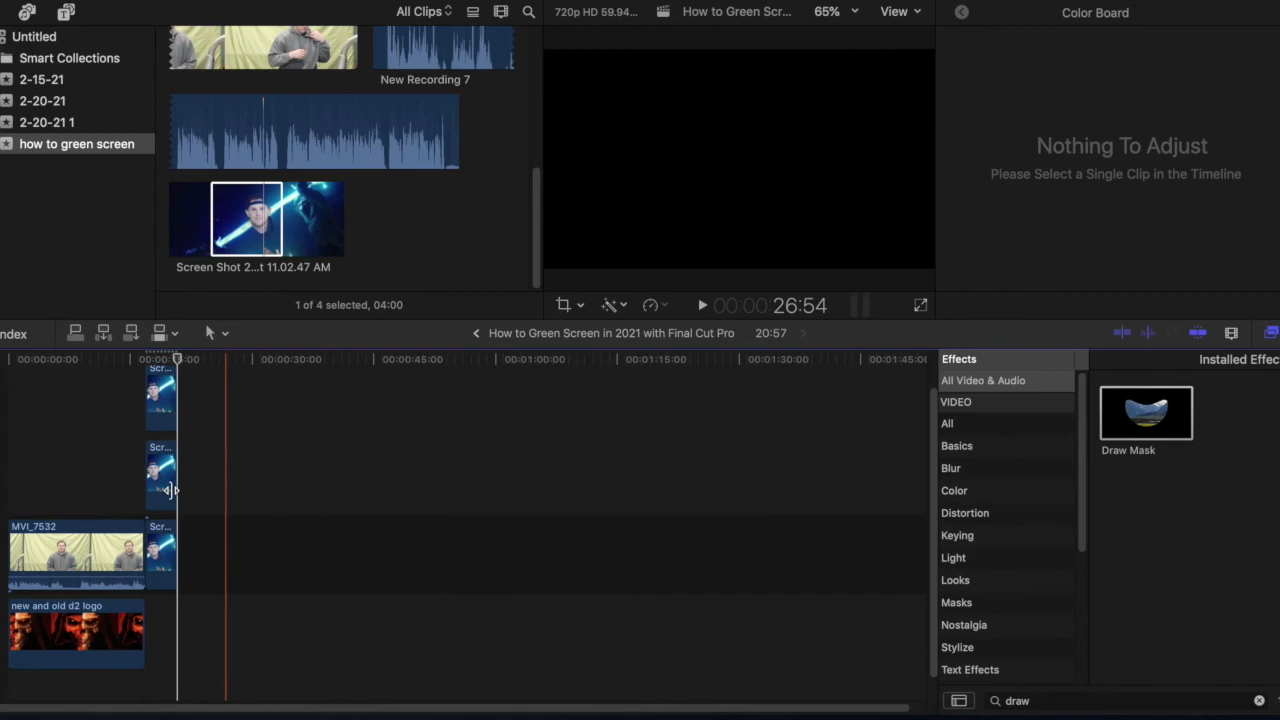 All Clips
720p HD 59.94...
How to Green Scr...
65%
View
Color Board
Untitled
Smart Collections
2-15-21
2-20-21
2-20-21 1
how to green screen
New Recording 7
Screen Shot 2...t 11.02.47 AM
1 of 4 selected, 04:00
Nothing To Adjust
Please Select a Single Clip in the Timeline
00:00:26:54
ndex
How to Green Screen in 2021 with Final Cut Pro
20:57
00:00:00:00
00:00:30:00
00:00:45:00
00:01:00:00
00:01:15:00
00:01:30:00
00:01:45:0
Effects
Installed Effec
All Video & Audio
VIDEO
All
Basics
Blur
Color
Distortion
Keying
Light
Looks
Masks
Nostalgia
Stylize
Text Effects
Draw Mask
Scr...
Scr...
MVI_7532
Scr...
new and old d2 logo
draw